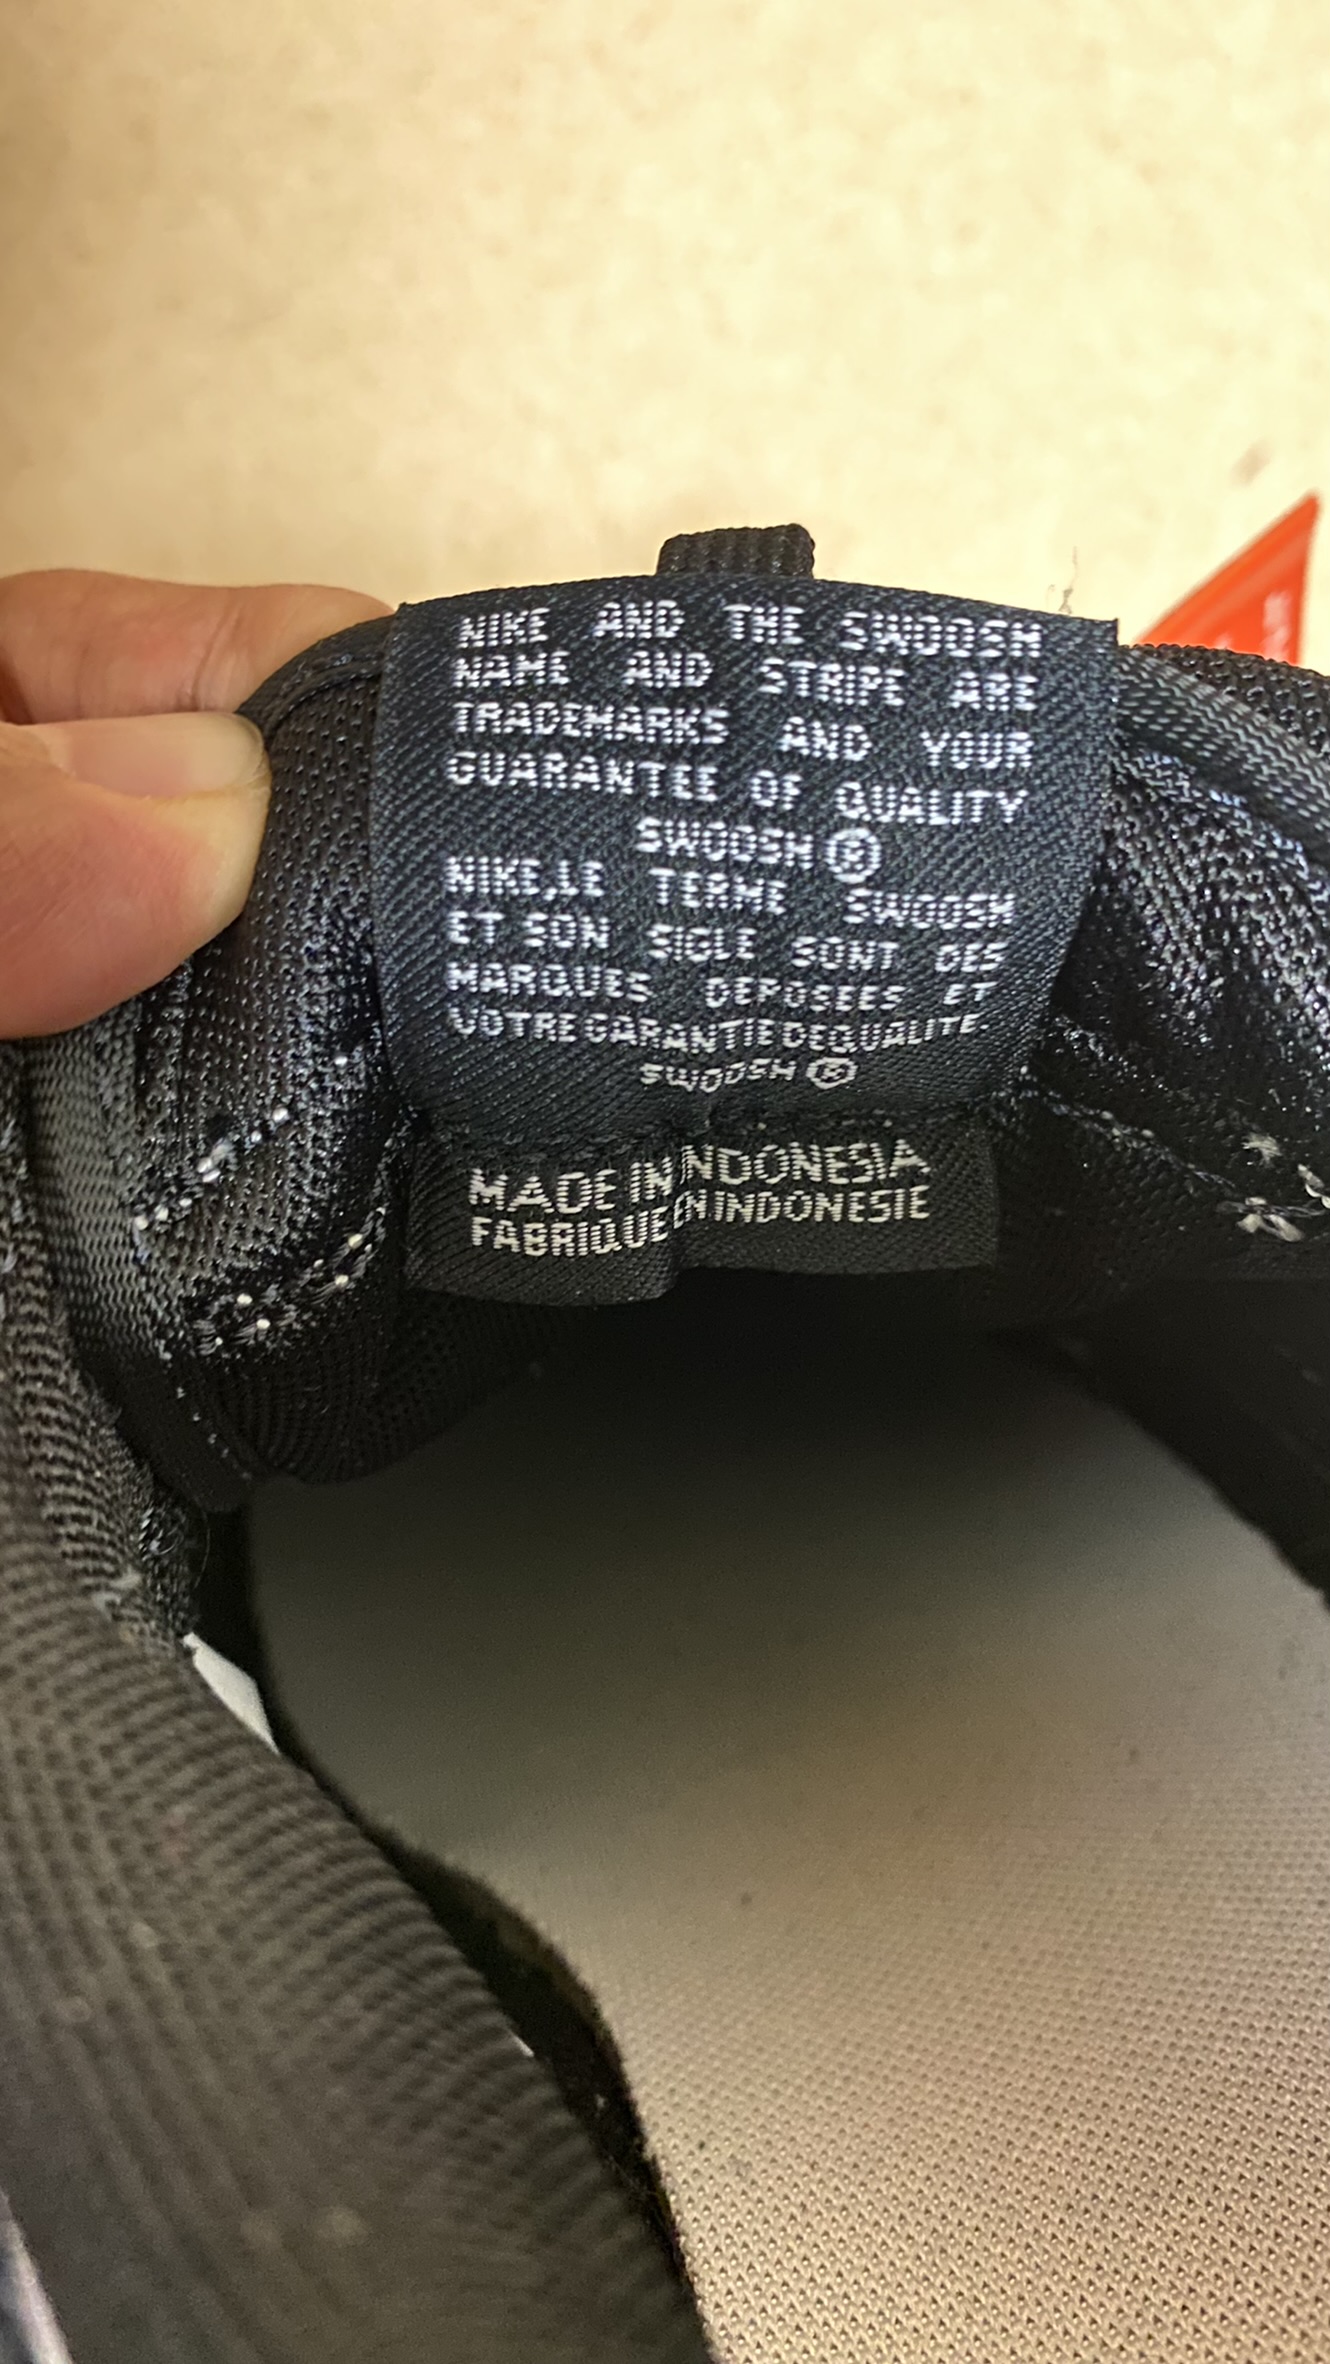 NIKE AND THE SWOOSH
NAME AND STRIPE ARE
TRADEMARKS AND YOUR
GUARANTEE OF QUALITY
SWOOSH ®
NIKE,LE TERME SWOOSH
ET SON SIGLE SONT DES
MARQUES DEPOSEES ET
VOTRE GARANTIE DE QUALITE.
SWOOSH ®
MADE IN INDONESIA
FABRIQUE EN INDONESIE